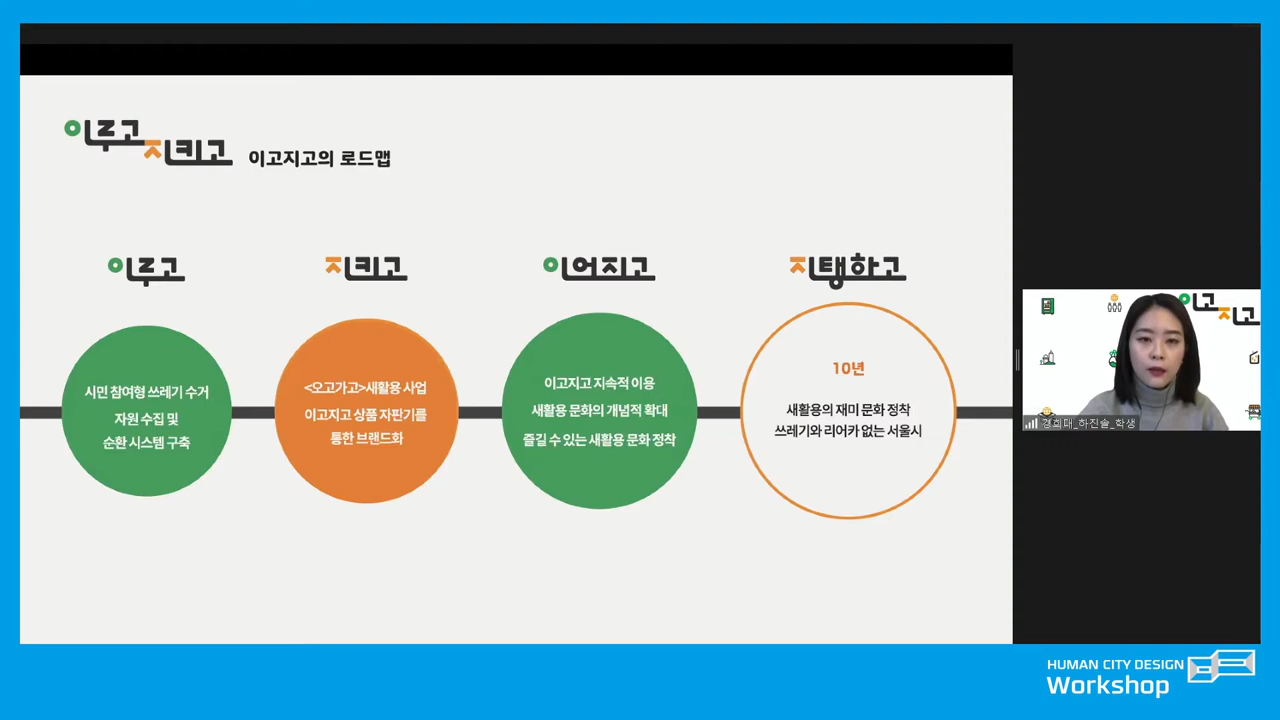 이루고
지키고
이고지고의 로드맵
이루고
시민 참여형 쓰레기 수거
자원 수집 및
순환 시스템 구축
지키고
<오고가고>새활용 사업
이고지고 상품 자판기를
통한 브랜드화
이어지고
이고지고 지속적 이용
새활용 문화의 개념적 확대
즐길 수 있는 새활용 문화 정착
지탱하고
10년
새활용의 재미 문화 정착
쓰레기와 리어카 없는 서울시
이고
지고
경희대_하진솔_학생
HUMAN CITY DESIGN
Workshop